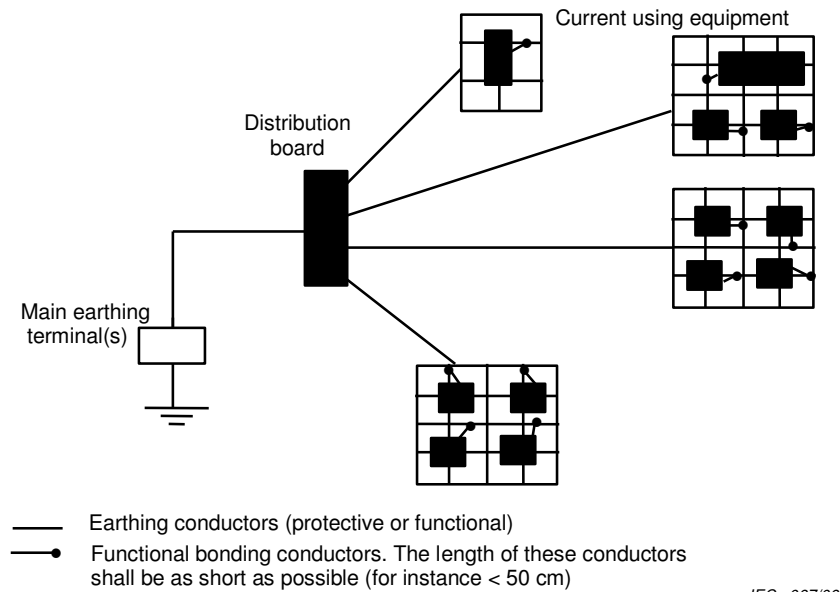 Current using equipment
Distribution
board
Main earthing
terminal(s)
Earthing conductors (protective or functional)
Functional bonding conductors. The length of these conductors
shall be as short as possible (for instance < 50 cm)
IEC